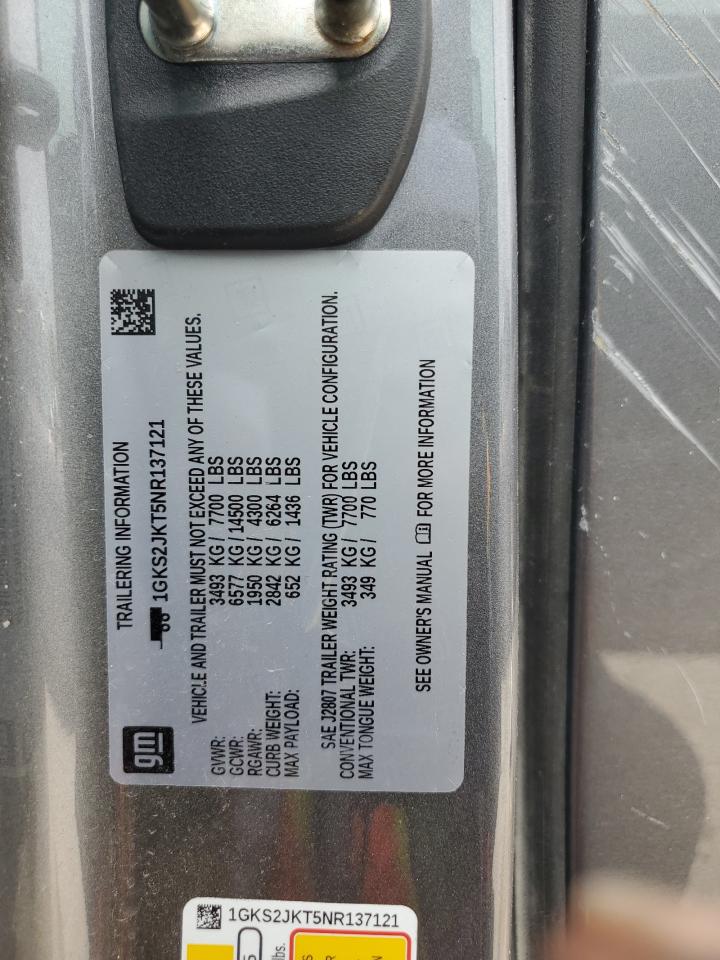 gm
TRAILERING INFORMATION
1GKS2JKT5NR137121
VEHICLE AND TRAILER MUST NOT EXCEED ANY OF THESE VALUES.
GVWR: 3493 KG / 7700 LBS
GCWR: 6577 KG / 14500 LBS
RGAWR: 1950 KG / 4300 LBS
CURB WEIGHT: 2842 KG / 6264 LBS
MAX PAYLOAD: 652 KG / 1436 LBS
SAE J2807 TRAILER WEIGHT RATING (TWR) FOR VEHICLE CONFIGURATION.
CONVENTIONAL TWR: 3493 KG / 7700 LBS
MAX TONGUE WEIGHT: 349 KG / 770 LBS
SEE OWNER'S MANUAL FOR MORE INFORMATION
1GKS2JKT5NR137121
lbs.